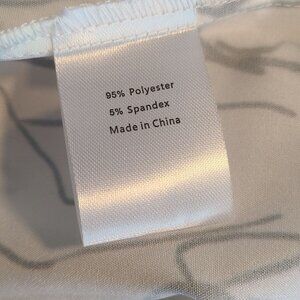 95% Polyester
5% Spandex
Made in China